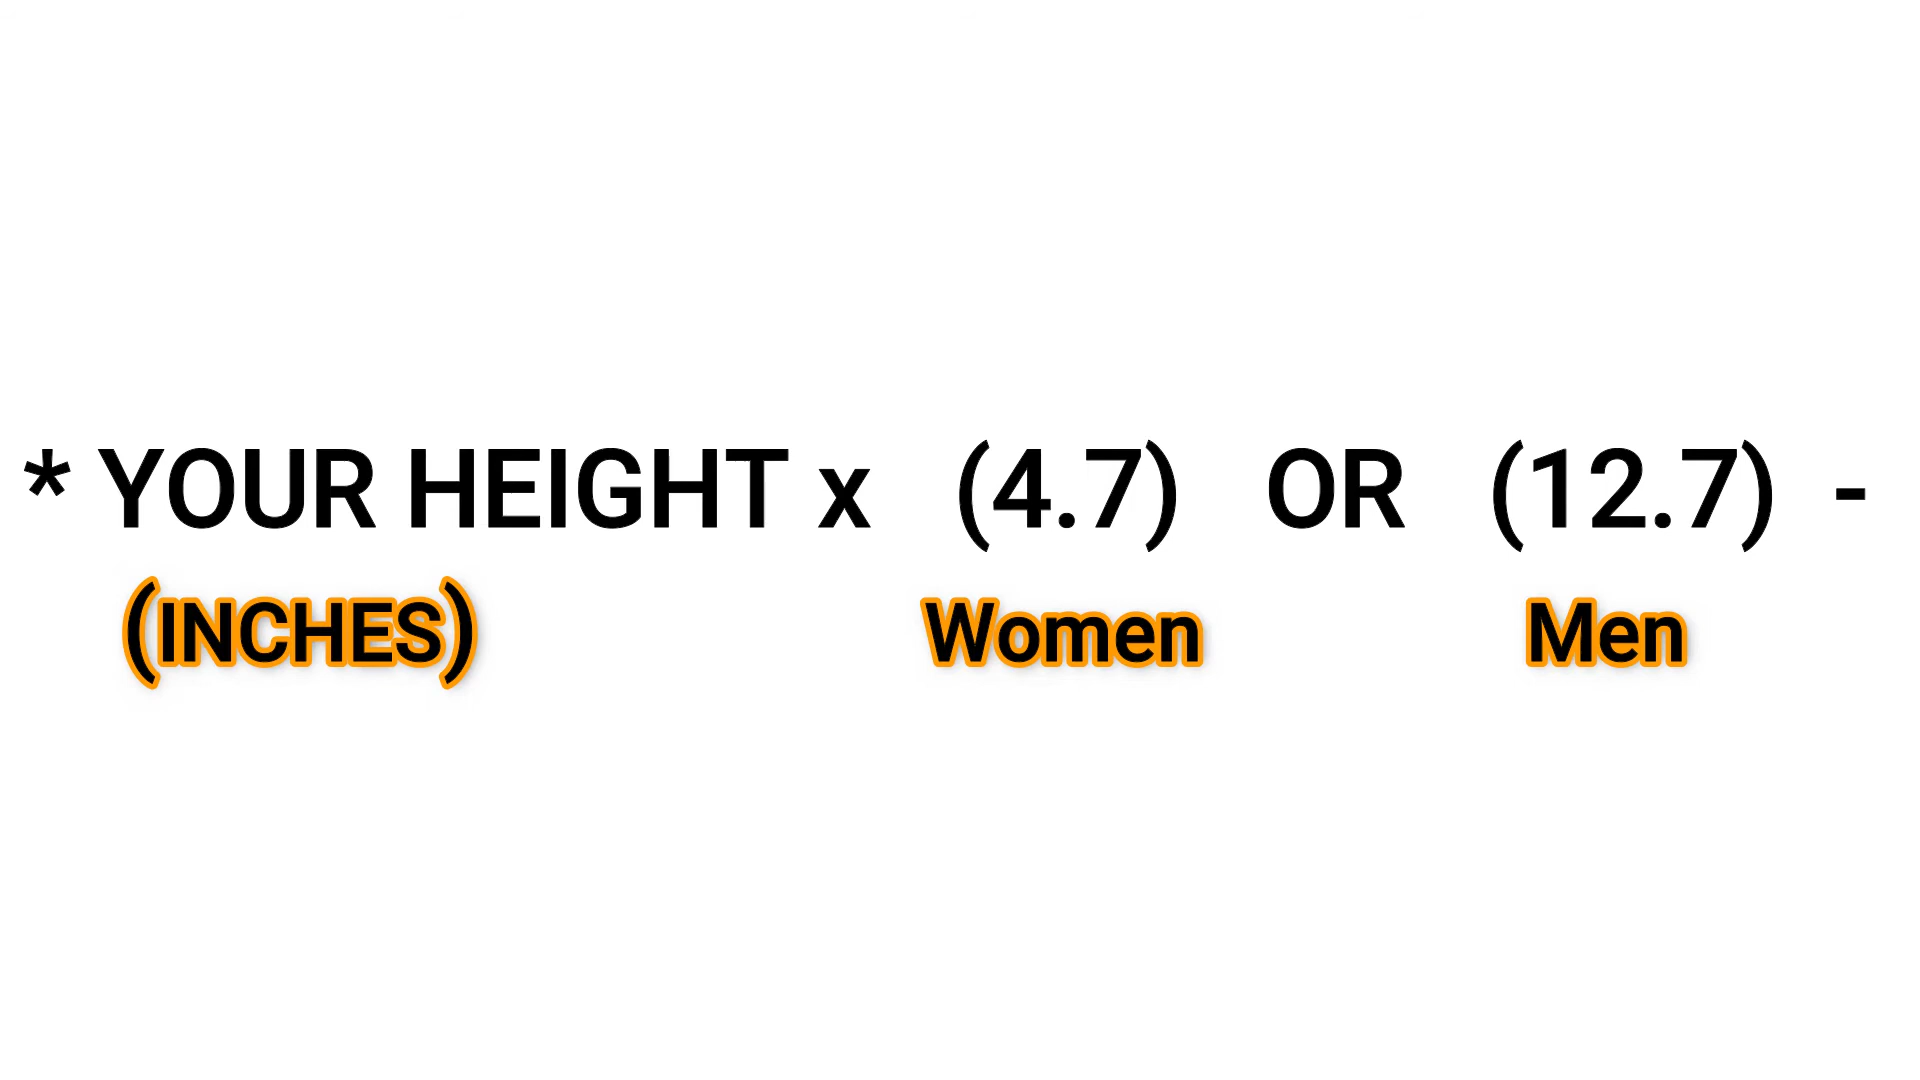 * YOUR HEIGHT x (4.7) OR (12.7) -
(INCHES) Women Men